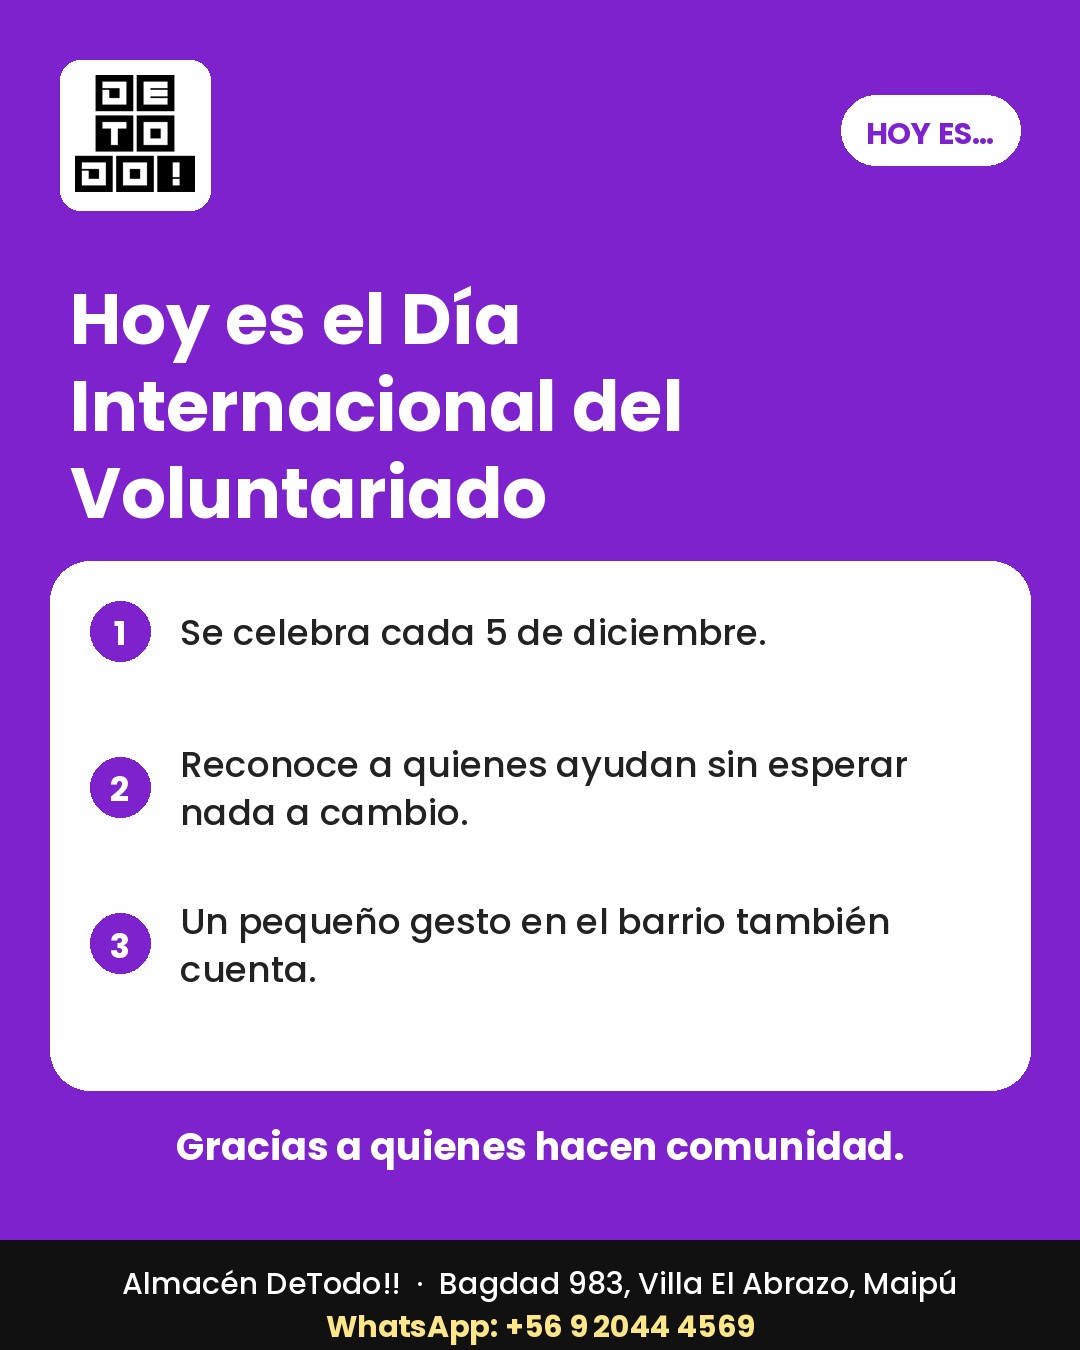 DE
TO
DO!
HOY ES...
Hoy es el Día
Internacional del
Voluntariado
1 Se celebra cada 5 de diciembre.
2 Reconoce a quienes ayudan sin esperar
nada a cambio.
3 Un pequeño gesto en el barrio también
cuenta.
Gracias a quienes hacen comunidad.
Almacén DeTodo!! · Bagdad 983, Villa El Abrazo, Maipú
WhatsApp: +56 9 2044 4569